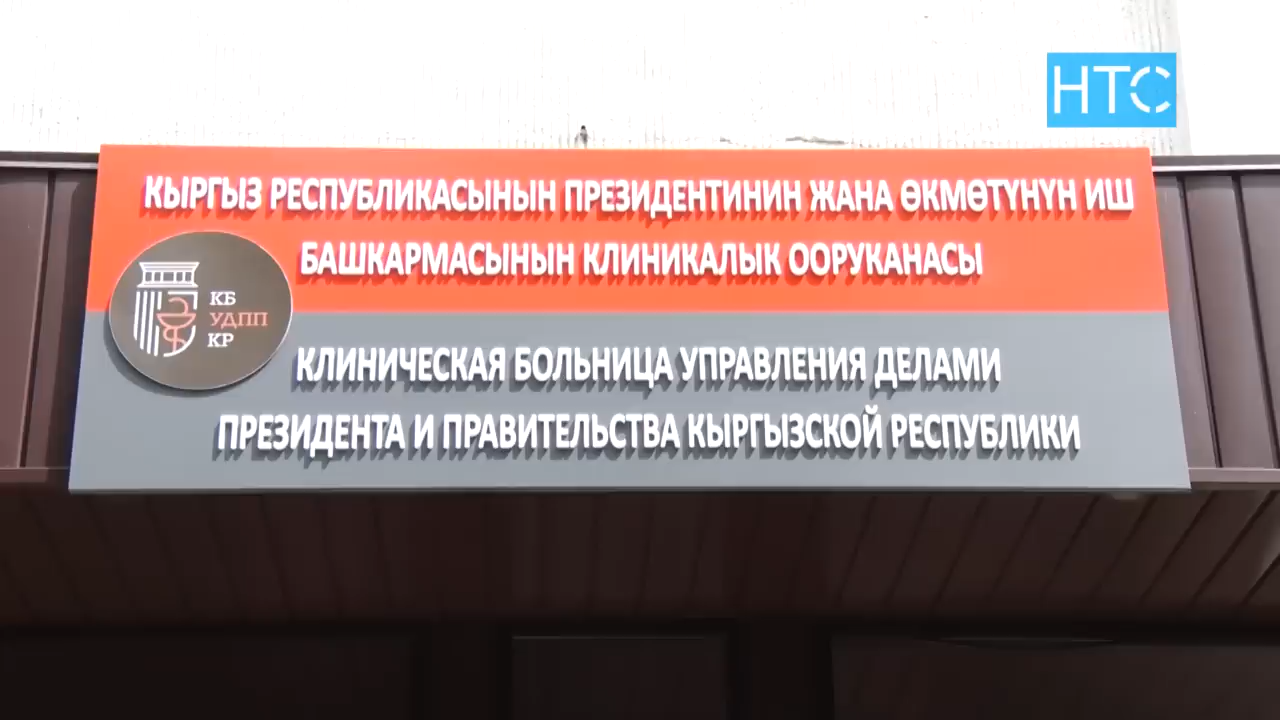 НТС
КЫРГЫЗ РЕСПУБЛИКАСЫНЫН ПРЕЗИДЕНТИНИН ЖАНА ӨКМӨТҮНҮН ИШ
БАШКАРМАСЫНЫН КЛИНИКАЛЫК ООРУКАНАСЫ
КБ
УДПП
КР
КЛИНИЧЕСКАЯ БОЛЬНИЦА УПРАВЛЕНИЯ ДЕЛАМИ
ПРЕЗИДЕНТА И ПРАВИТЕЛЬСТВА КЫРГЫЗСКОЙ РЕСПУБЛИКИ